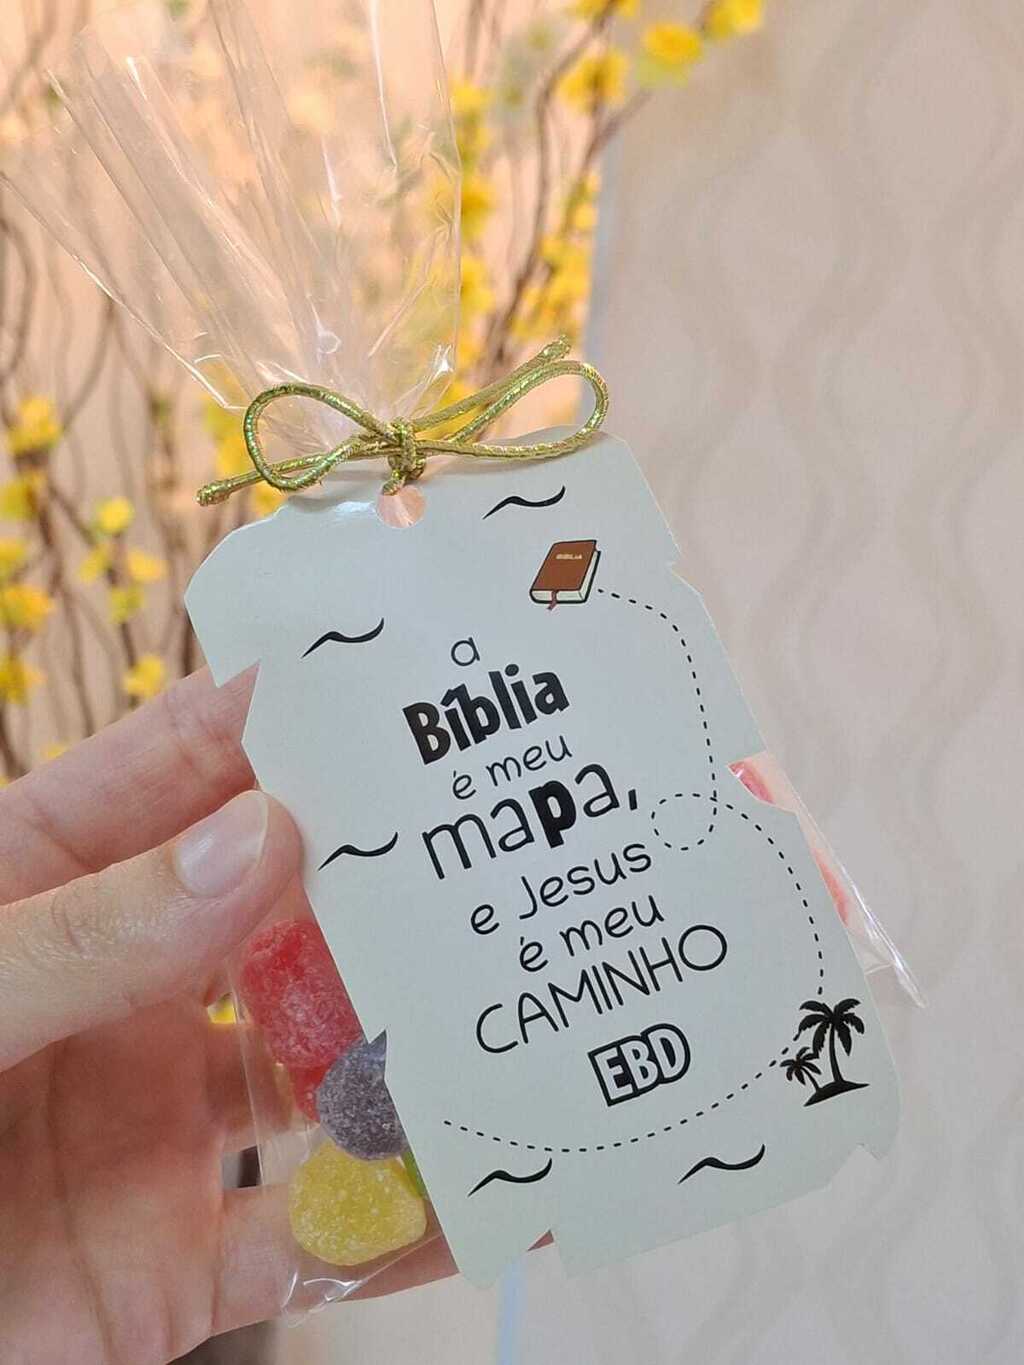 BÍBLIA
a
Bíblia
é meu
mapa,
e Jesus
é meu
CAMINHO
EBD